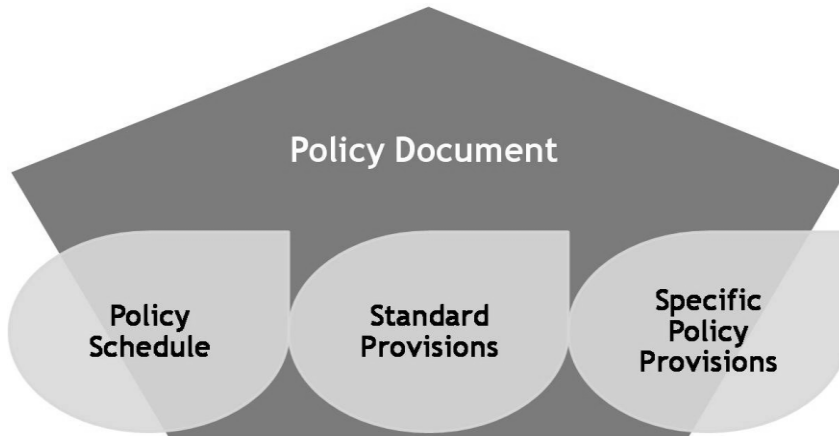 Policy Document
Policy
Schedule
Standard
Provisions
Specific
Policy
Provisions